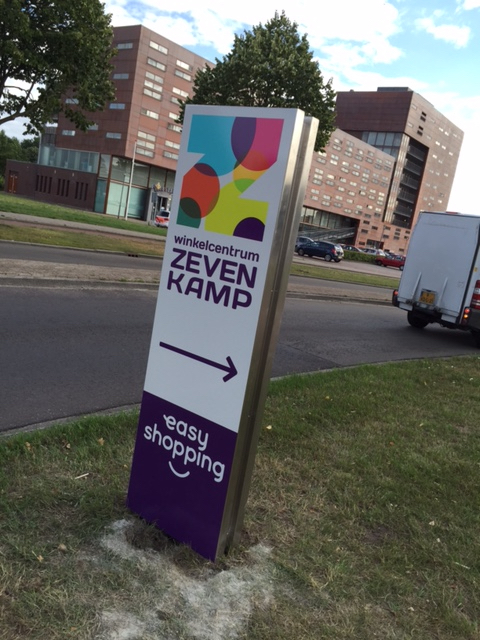 winkelcentrum
ZEVEN
KAMP
easy
shopping